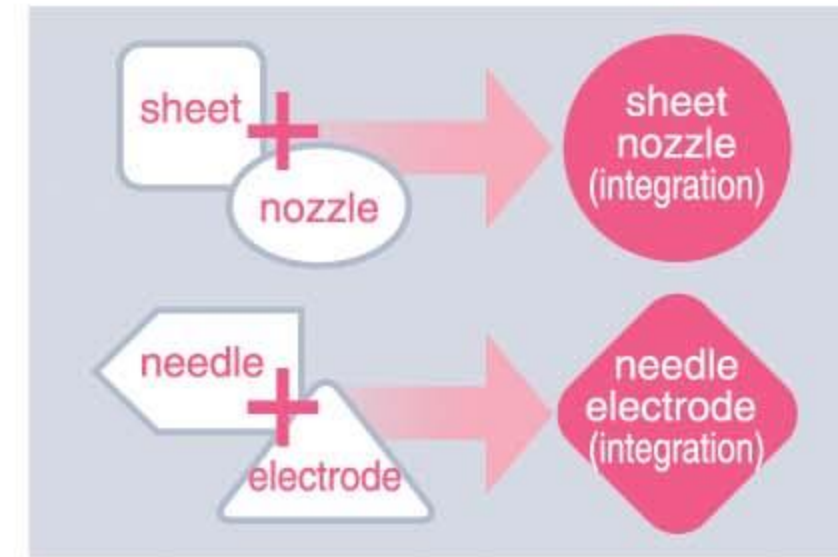 sheet
+
nozzle
sheet
nozzle
(integration)
needle
+
electrode
needle
electrode
(integration)